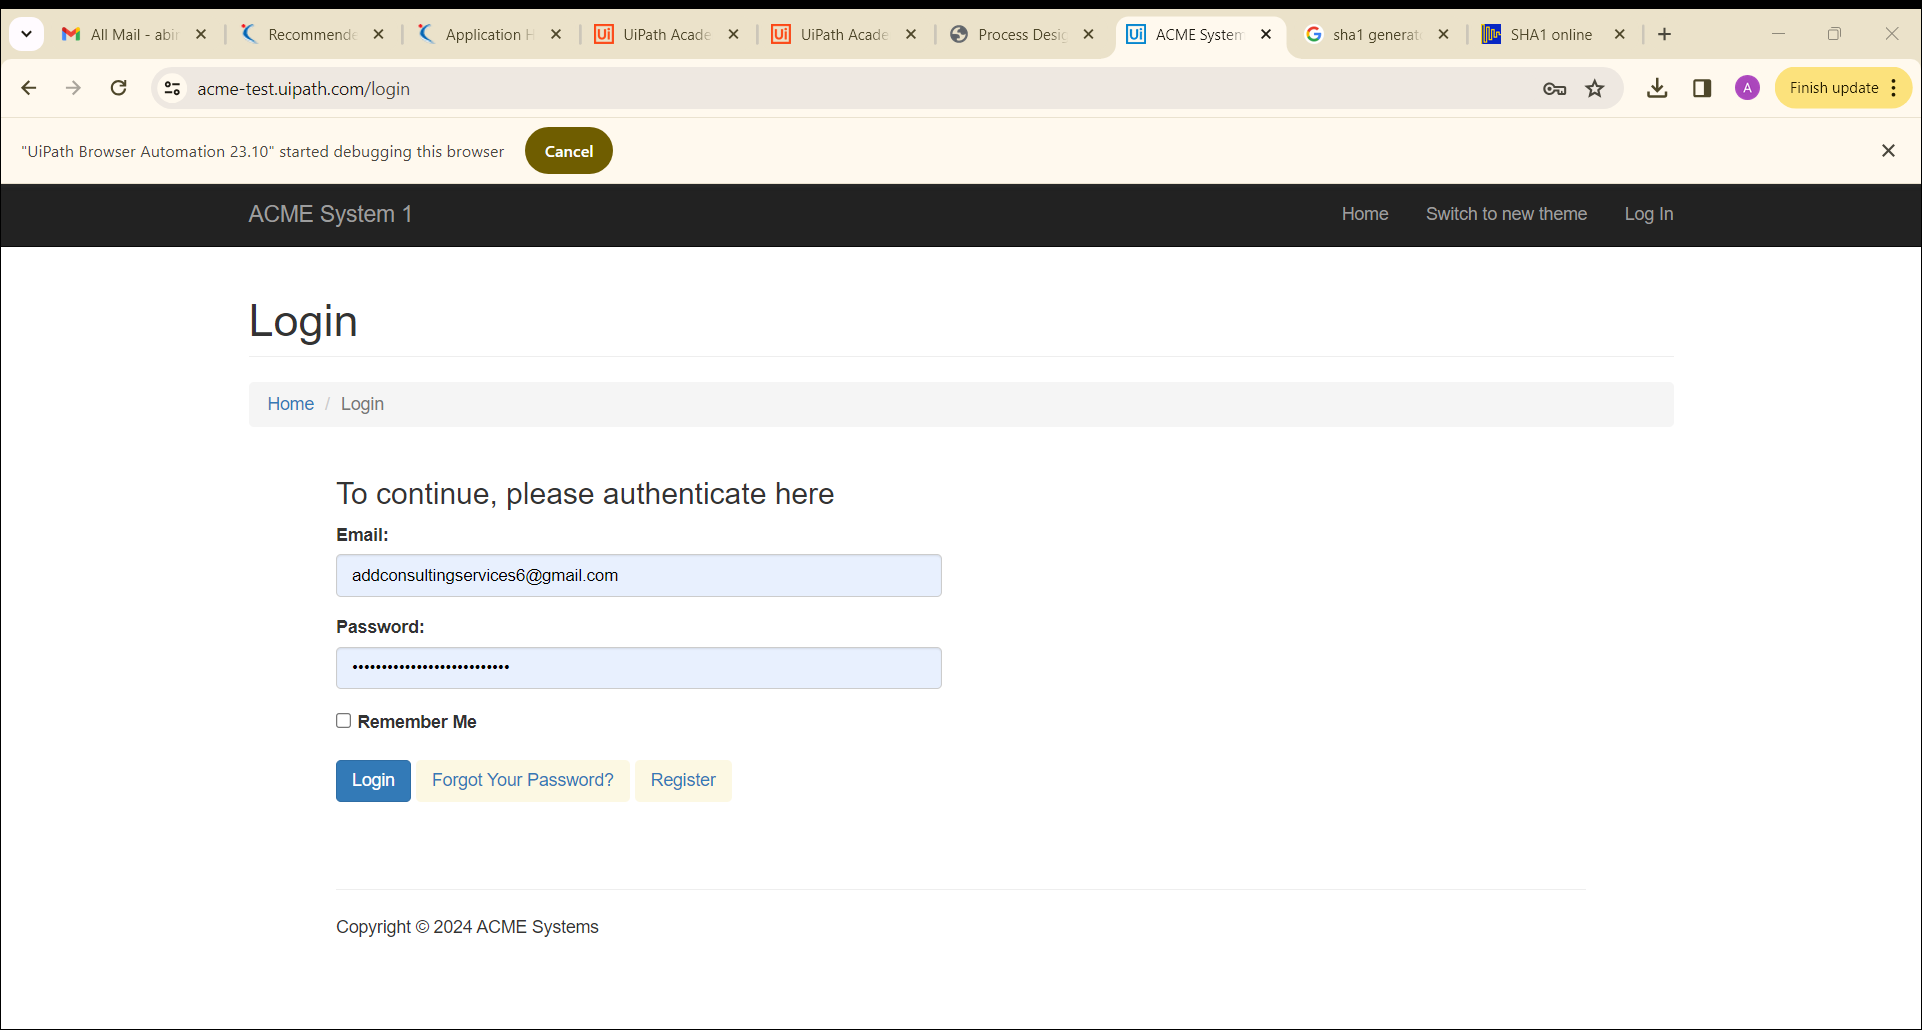 All Mail - abi
Recommende
Application H
UiPath Acade
UiPath Acade
Process Desig
ACME System
sha1 generat
SHA1 online
acme-test.uipath.com/login
A
Finish update
"UiPath Browser Automation 23.10" started debugging this browser
Cancel
ACME System 1
Home
Switch to new theme
Log In
Login
Home / Login
To continue, please authenticate here
Email:
addconsultingservices6@gmail.com
Password:
Remember Me
Login
Forgot Your Password?
Register
Copyright © 2024 ACME Systems